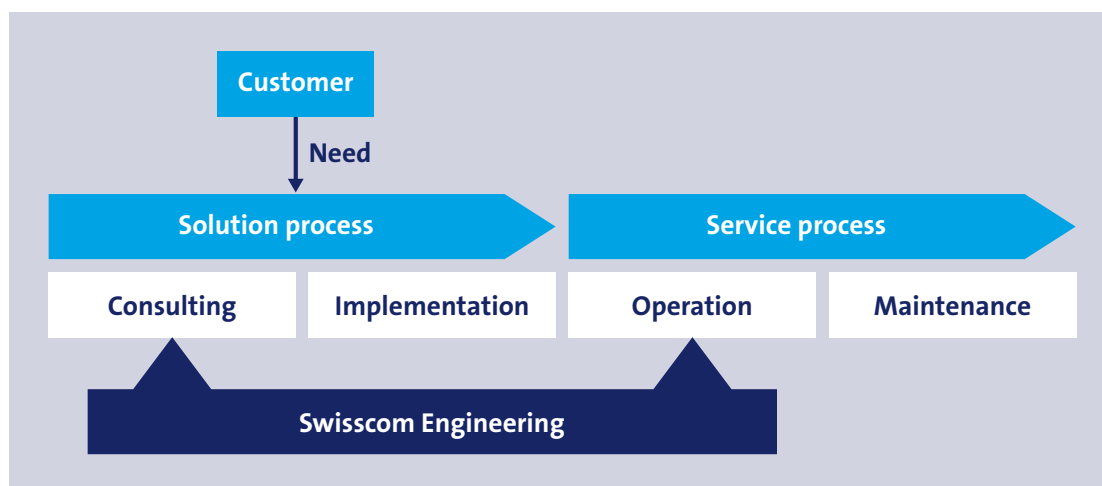 Customer
Need
Solution process
Service process
Consulting
Implementation
Operation
Maintenance
Swisscom Engineering